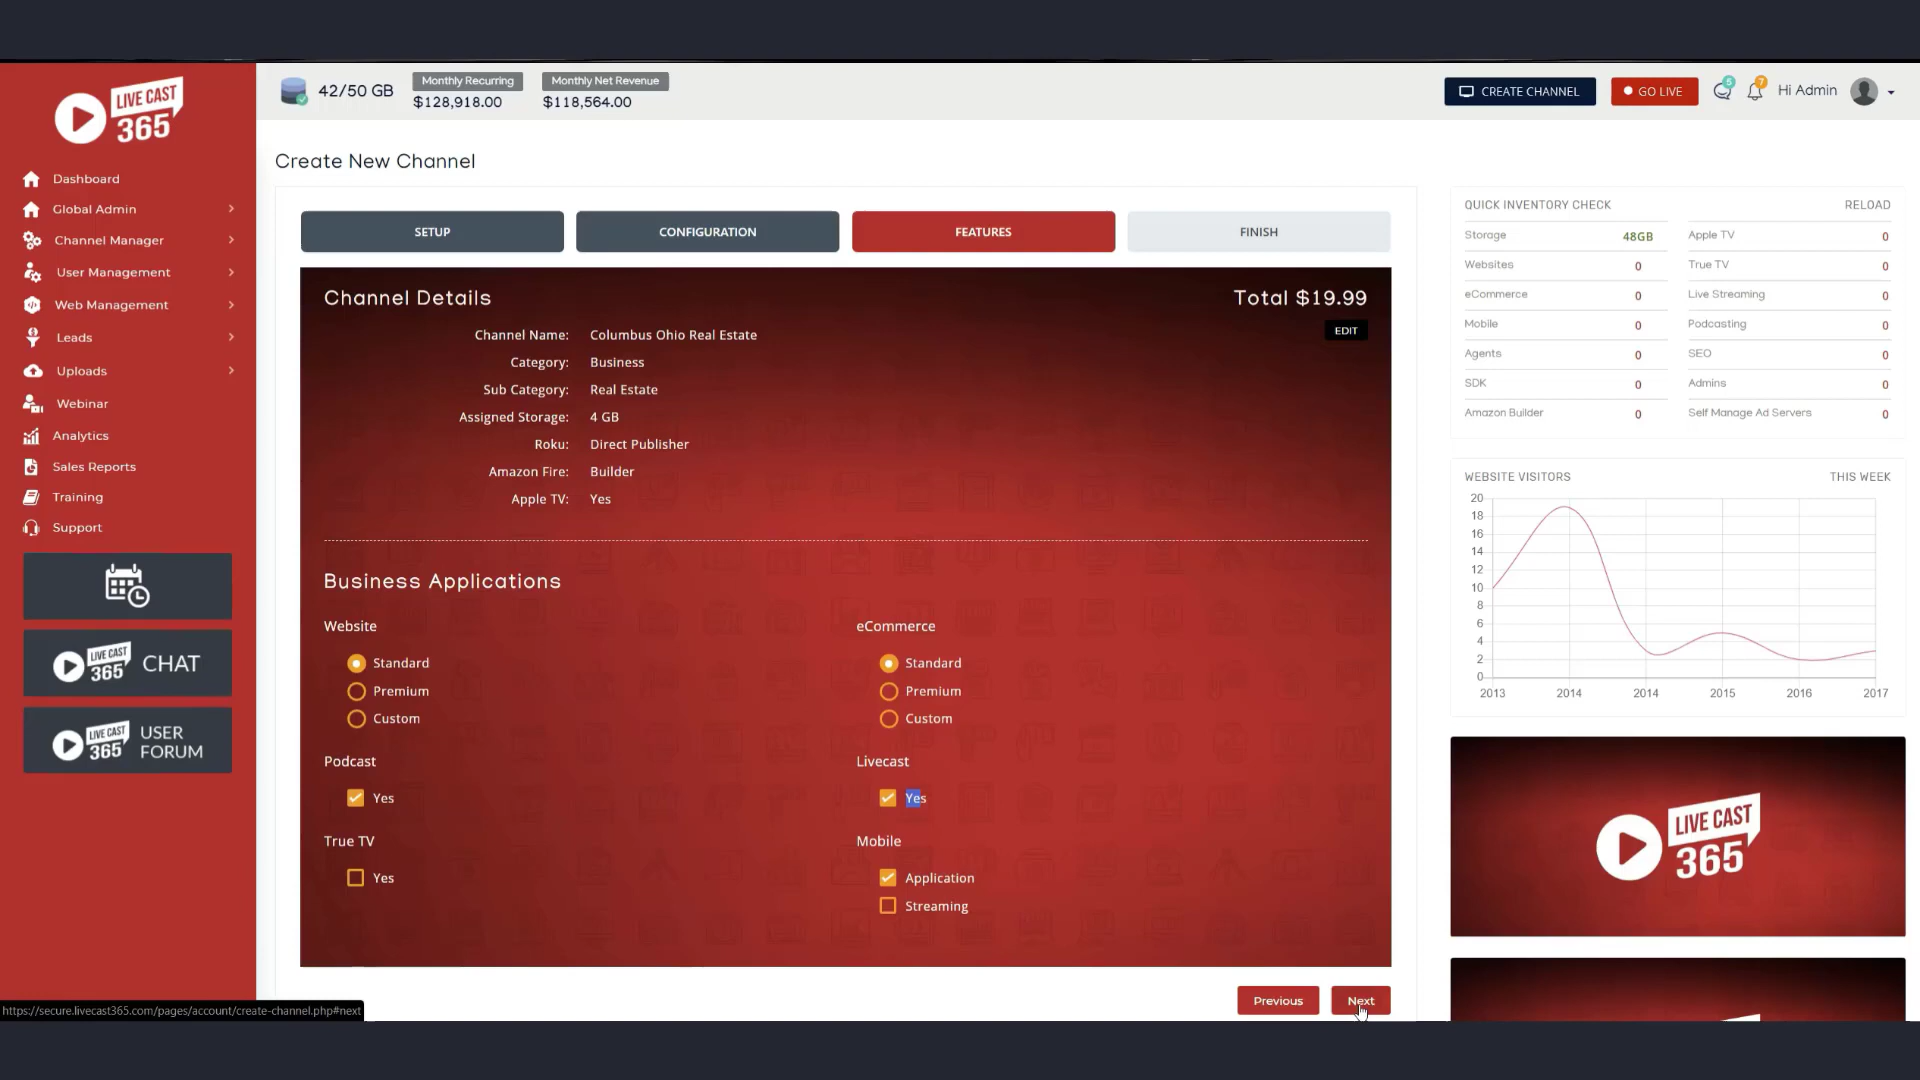 LIVE CAST
365
42/50 GB
Monthly Recurring
$128,918.00
Monthly Net Revenue
$118,564.00
CREATE CHANNEL
GO LIVE
5
7
Hi Admin
Dashboard
Global Admin
Channel Manager
User Management
Web Management
Leads
Uploads
Webinar
Analytics
Sales Reports
Training
Support
LIVE CAST
365
CHAT
LIVE CAST
365
USER
FORUM
Create New Channel
SETUP
CONFIGURATION
FEATURES
FINISH
Channel Details
Total $19.99
EDIT
Channel Name: Columbus Ohio Real Estate
Category: Business
Sub Category: Real Estate
Assigned Storage: 4 GB
Roku: Direct Publisher
Amazon Fire: Builder
Apple TV: Yes
Business Applications
Website
Standard
Premium
Custom
eCommerce
Standard
Premium
Custom
Podcast
Yes
Livecast
Yes
True TV
Yes
Mobile
Application
Streaming
Previous
Next
QUICK INVENTORY CHECK
RELOAD
Storage 48GB
Apple TV 0
Websites 0
True TV 0
eCommerce 0
Live Streaming 0
Mobile 0
Podcasting 0
Agents 0
SEO 0
SDK 0
Admins 0
Amazon Builder 0
Self Manage Ad Servers 0
WEBSITE VISITORS
THIS WEEK
20
18
16
14
12
10
8
6
4
2
0
2013 2014 2014 2015 2016 2017
LIVE CAST
365
https://secure.livecast365.com/pages/account/create-channel.php#next